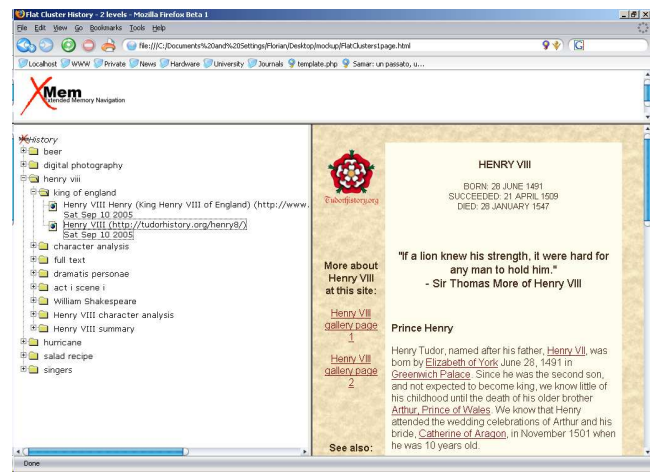 Flat Cluster History - 2 levels - Mozilla Firefox Beta 1
File Edit View Go Bookmarks Tools Help
file:///C:/Documents%20and%20Settings/Florian/Desktop/mockup/FlatClusters1page.html
G
Localhost WWW Private News Hardware University Journals template.php Samar: un passato, u...
XMem
Extended Memory Navigation
XHistory
beer
digital photography
henry viii
king of england
Henry VIII Henry (King Henry VIII of England) (http://www.
Sat Sep 10 2005
Henry VIII (http://tudorhistory.org/henry8/)
Sat Sep 10 2005
character analysis
full text
dramatis personae
act i scene i
William Shakespeare
Henry VIII character analysis
Henry VIII summary
hurricane
salad recipe
singers
Tudorhistory.org
More about
Henry VIII
at this site:
Henry VIII
gallery page
1
Henry VIII
gallery page
2
See also:
HENRY VIII
BORN: 28 JUNE 1491
SUCCEEDED: 21 APRIL 1509
DIED: 28 JANUARY 1547
"If a lion knew his strength, it were hard for
any man to hold him."
- Sir Thomas More of Henry VIII
Prince Henry
Henry Tudor, named after his father, Henry VII, was
born by Elizabeth of York June 28, 1491 in
Greenwich Palace. Since he was the second son,
and not expected to become king, we know little of
his childhood until the death of his older brother
Arthur, Prince of Wales. We know that Henry
attended the wedding celebrations of Arthur and his
bride, Catherine of Aragon, in November 1501 when
he was 10 years old.
Done